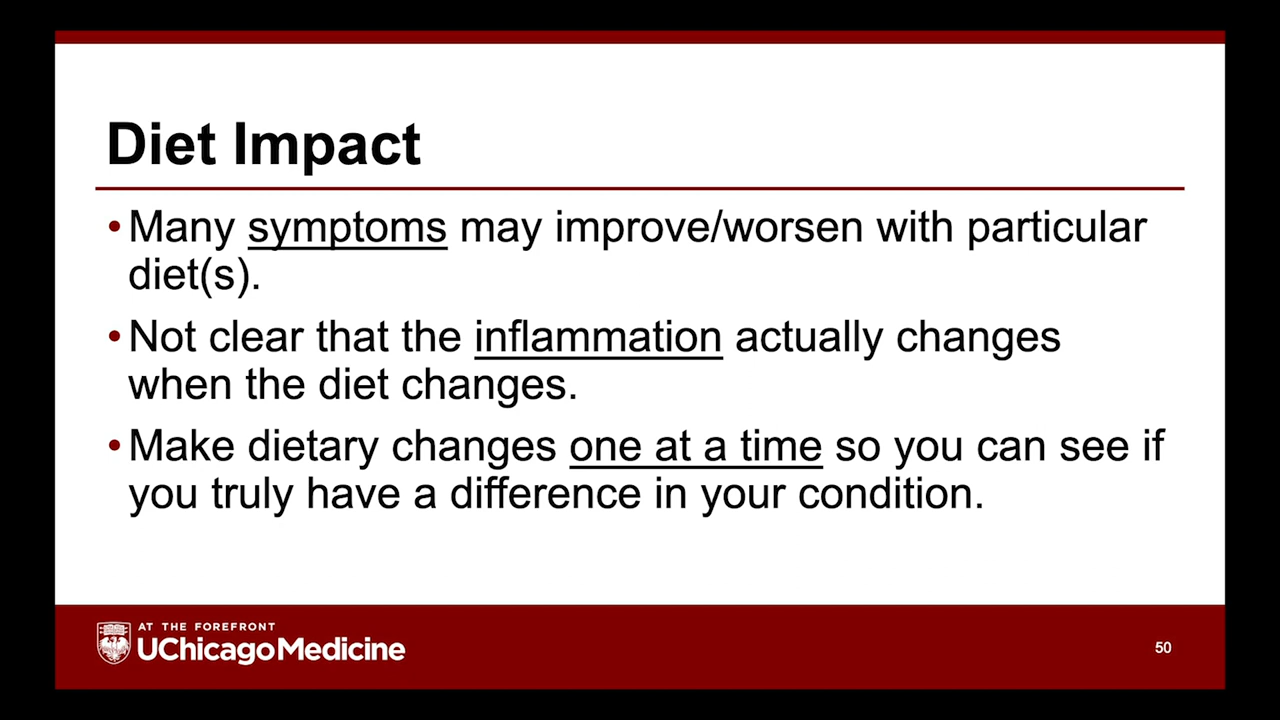 Diet Impact
•Many symptoms may improve/worsen with particular
diet(s).
•Not clear that the inflammation actually changes
when the diet changes.
•Make dietary changes one at a time so you can see if
you truly have a difference in your condition.
AT THE FOREFRONT
UChicagoMedicine
50